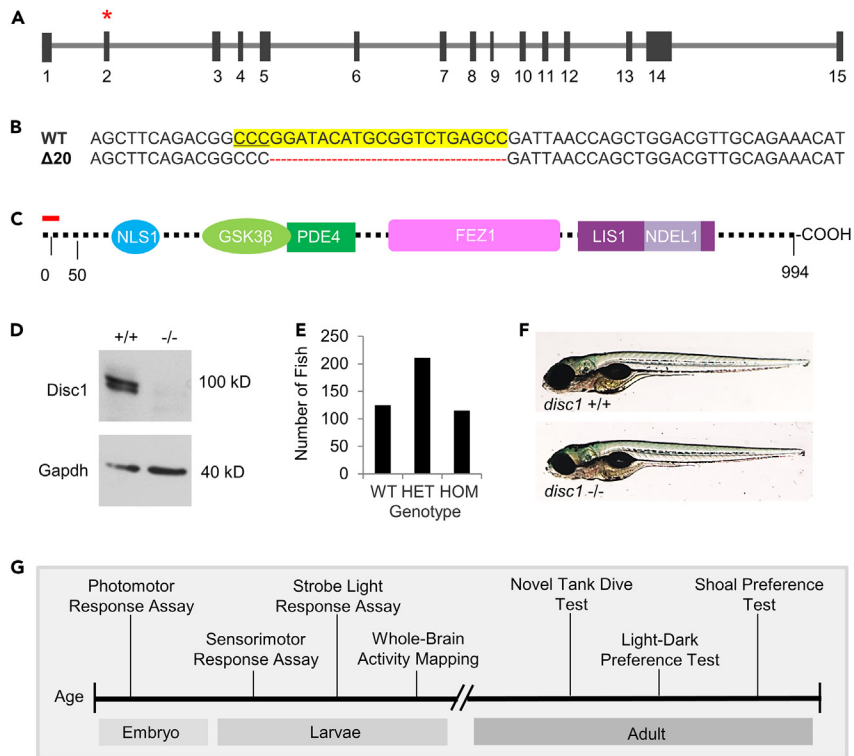 A
*
1 2 3 4 5 6 7 8 9 10 11 12 13 14 15
B
WT AGCTTCAGACGGCCCGGATACATGCGGTCTGAGCCGATTAACCAGCTGGACGTTGCAGAAACAT
Δ20 AGCTTCAGACGGCCC--------------------GATTAACCAGCTGGACGTTGCAGAAACAT
C
NLS1 GSK3β PDE4 FEZ1 LIS1 NDEL1 -COOH
0 50 994
D
+/+ -/-
Disc1 100 kD
Gapdh 40 kD
E
Number of Fish
250
200
150
100
50
0
WT HET HOM
Genotype
F
disc1 +/+
disc1 -/-
G
Photomotor
Response Assay
Strobe Light
Response Assay
Novel Tank Dive
Test
Shoal Preference
Test
Sensorimotor
Response Assay
Whole-Brain
Activity Mapping
Light-Dark
Preference Test
Age
Embryo Larvae Adult